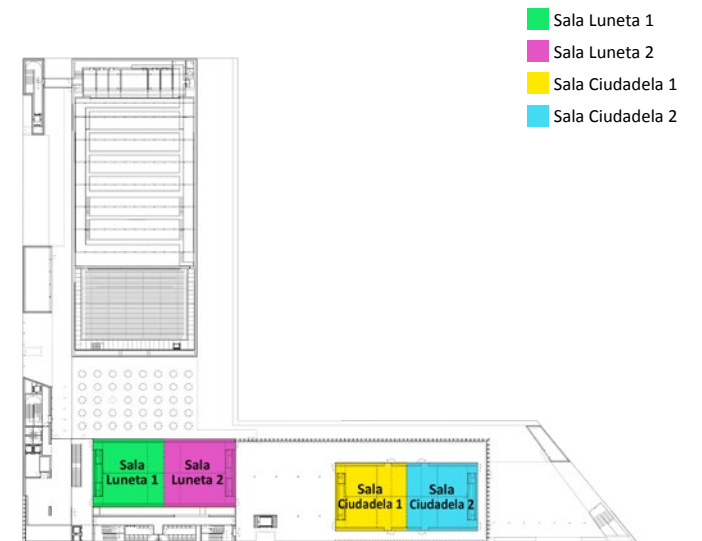 Sala Luneta 1
Sala Luneta 2
Sala Ciudadela 1
Sala Ciudadela 2
Sala
Luneta 1
Sala
Luneta 2
Sala
Ciudadela 1
Sala
Ciudadela 2